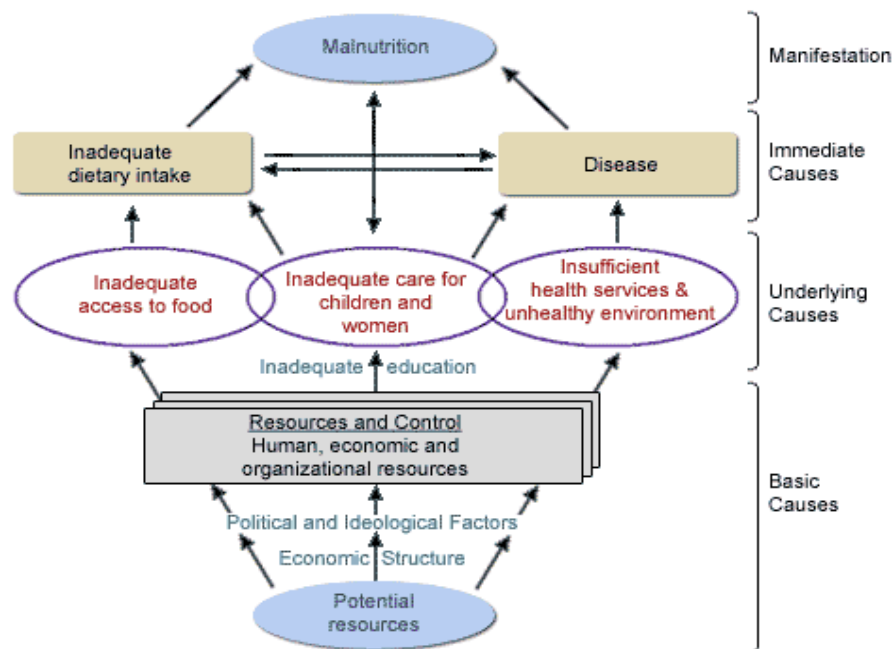 Malnutrition
Manifestation
Inadequate
dietary intake
Disease
Immediate
Causes
Inadequate
access to food
Inadequate care for
children and
women
Insufficient
health services &
unhealthy environment
Underlying
Causes
Inadequate education
Resources and Control
Human, economic and
organizational resources
Political and Ideological Factors
Economic Structure
Potential
resources
Basic
Causes